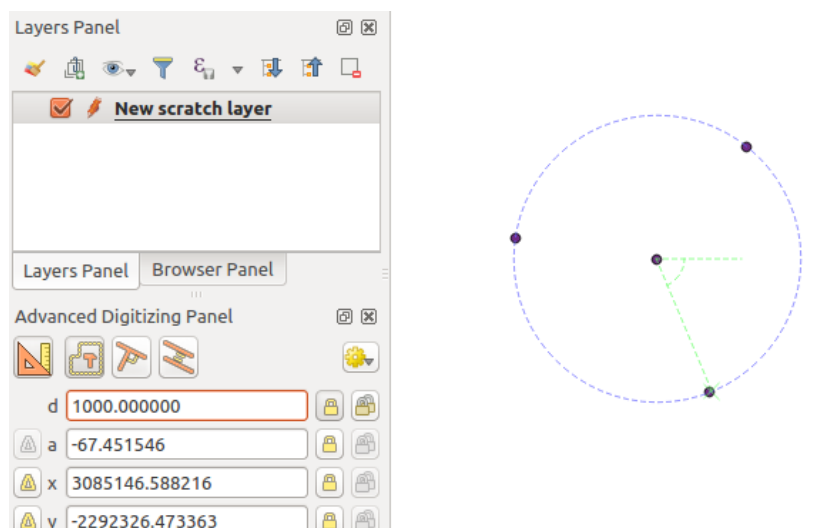 Layers Panel
New scratch layer
Layers Panel Browser Panel
Advanced Digitizing Panel
d 1000.000000
a -67.451546
x 3085146.588216
y -2292326.473363